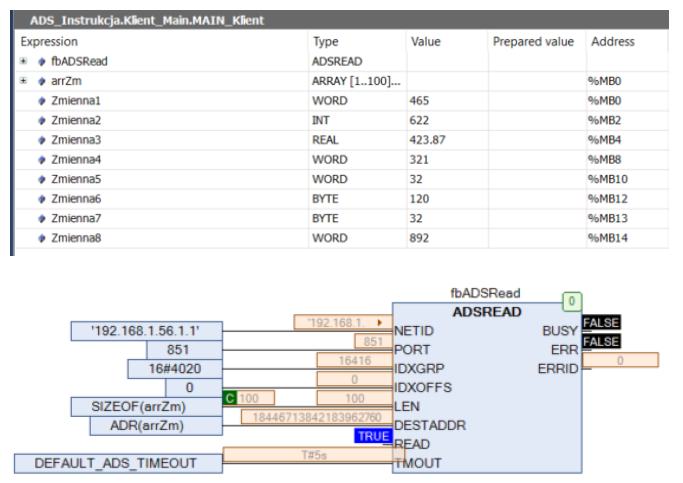 ADS_Instrukcja.Klient_Main.MAIN_Klient
Expression Type Value Prepared value Address
fbADSRead ADSREAD
arrZm ARRAY [1..100]... %MB0
Zmienna1 WORD 465 %MB0
Zmienna2 INT 622 %MB2
Zmienna3 REAL 423.87 %MB4
Zmienna4 WORD 321 %MB8
Zmienna5 WORD 32 %MB10
Zmienna6 BYTE 120 %MB12
Zmienna7 BYTE 32 %MB13
Zmienna8 WORD 892 %MB14
fbADSRead
0
ADSREAD
'192.168.1.56.1.1' '192.168.1. NETID BUSY FALSE
851 851 PORT ERR FALSE
16#4020 16416 IDXGRP ERRID 0
0 0 IDXOFFS
SIZEOF(arrZm) C 100 100 LEN
ADR(arrZm) 18446713842183962760 DESTADDR
TRUE READ
DEFAULT_ADS_TIMEOUT T#5s TMOUT